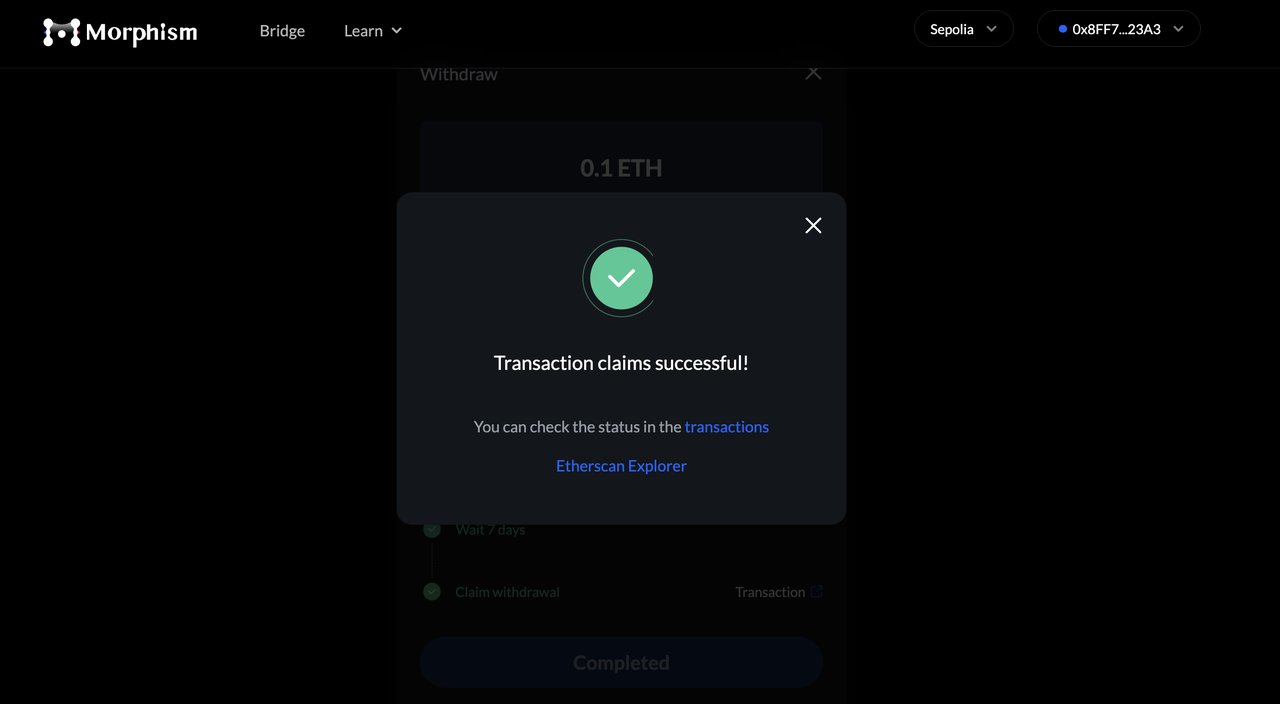 Morphism
Bridge
Learn
Sepolia
0x8FF7...23A3
Withdraw
0.1 ETH
Transaction claims successful!
You can check the status in the transactions
Etherscan Explorer
Wait 7 days
Claim withdrawal
Transaction
Completed